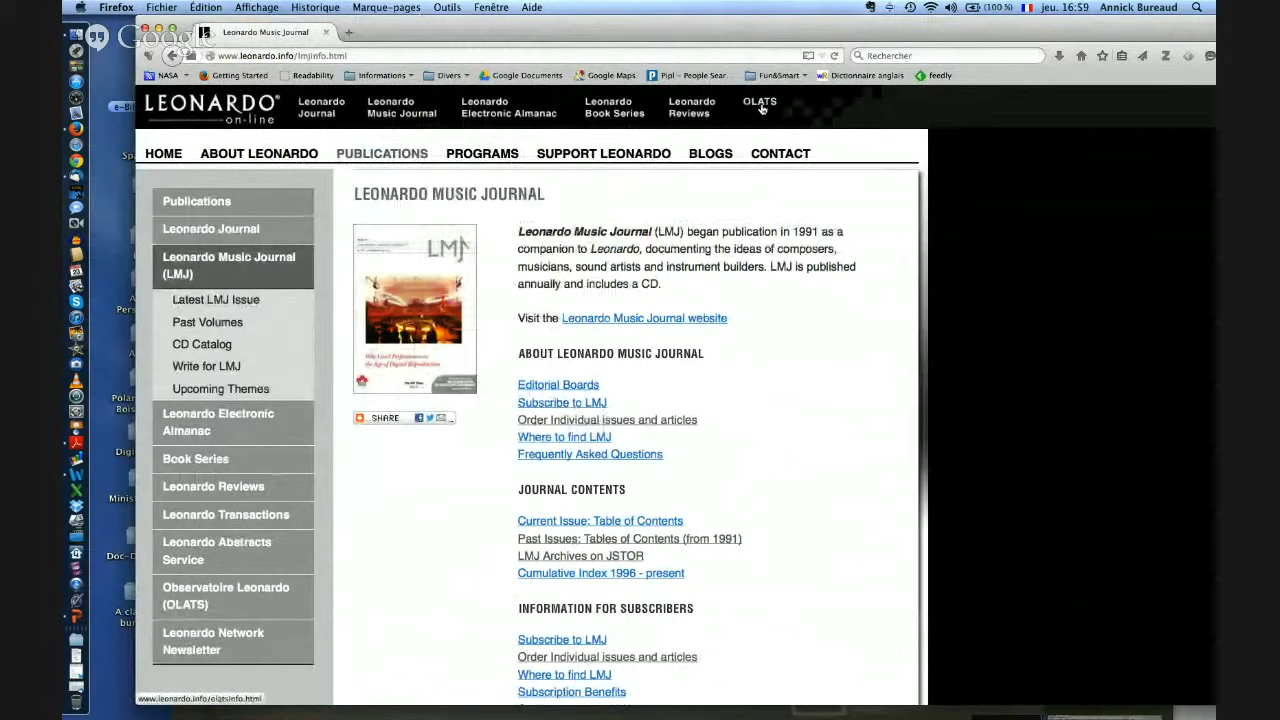 Firefox Fichier Édition Affichage Historique Marque-pages Outils Fenêtre Aide (100 %) jeu. 16:59 Annick Bureaud
Google
Leonardo Music Journal
www.leonardo.info/lmjinfo.html
Rechercher
NASA Getting Started Readability Informations Divers Google Documents Google Maps Pipl - People Sear... Fun&Smart Dictionnaire anglais feedly
LEONARDO on-line
Leonardo Journal
Leonardo Music Journal
Leonardo Electronic Almanac
Leonardo Book Series
Leonardo Reviews
OLATS
HOME ABOUT LEONARDO PUBLICATIONS PROGRAMS SUPPORT LEONARDO BLOGS CONTACT
Publications
Leonardo Journal
Leonardo Music Journal
(LMJ)
Latest LMJ Issue
Past Volumes
CD Catalog
Write for LMJ
Upcoming Themes
Leonardo Electronic
Almanac
Book Series
Leonardo Reviews
Leonardo Transactions
Leonardo Abstracts
Service
Observatoire Leonardo
(OLATS)
Leonardo Network
Newsletter
LEONARDO MUSIC JOURNAL
LMJ
Why Live? Performance in
the Age of Digital Reproduction
SHARE
Leonardo Music Journal (LMJ) began publication in 1991 as a
companion to Leonardo, documenting the ideas of composers,
musicians, sound artists and instrument builders. LMJ is published
annually and includes a CD.
Visit the Leonardo Music Journal website
ABOUT LEONARDO MUSIC JOURNAL
Editorial Boards
Subscribe to LMJ
Order Individual issues and articles
Where to find LMJ
Frequently Asked Questions
JOURNAL CONTENTS
Current Issue: Table of Contents
Past Issues: Tables of Contents (from 1991)
LMJ Archives on JSTOR
Cumulative Index 1996 - present
INFORMATION FOR SUBSCRIBERS
Subscribe to LMJ
Order Individual issues and articles
Where to find LMJ
Subscription Benefits
www.leonardo.info/olatsinfo.html